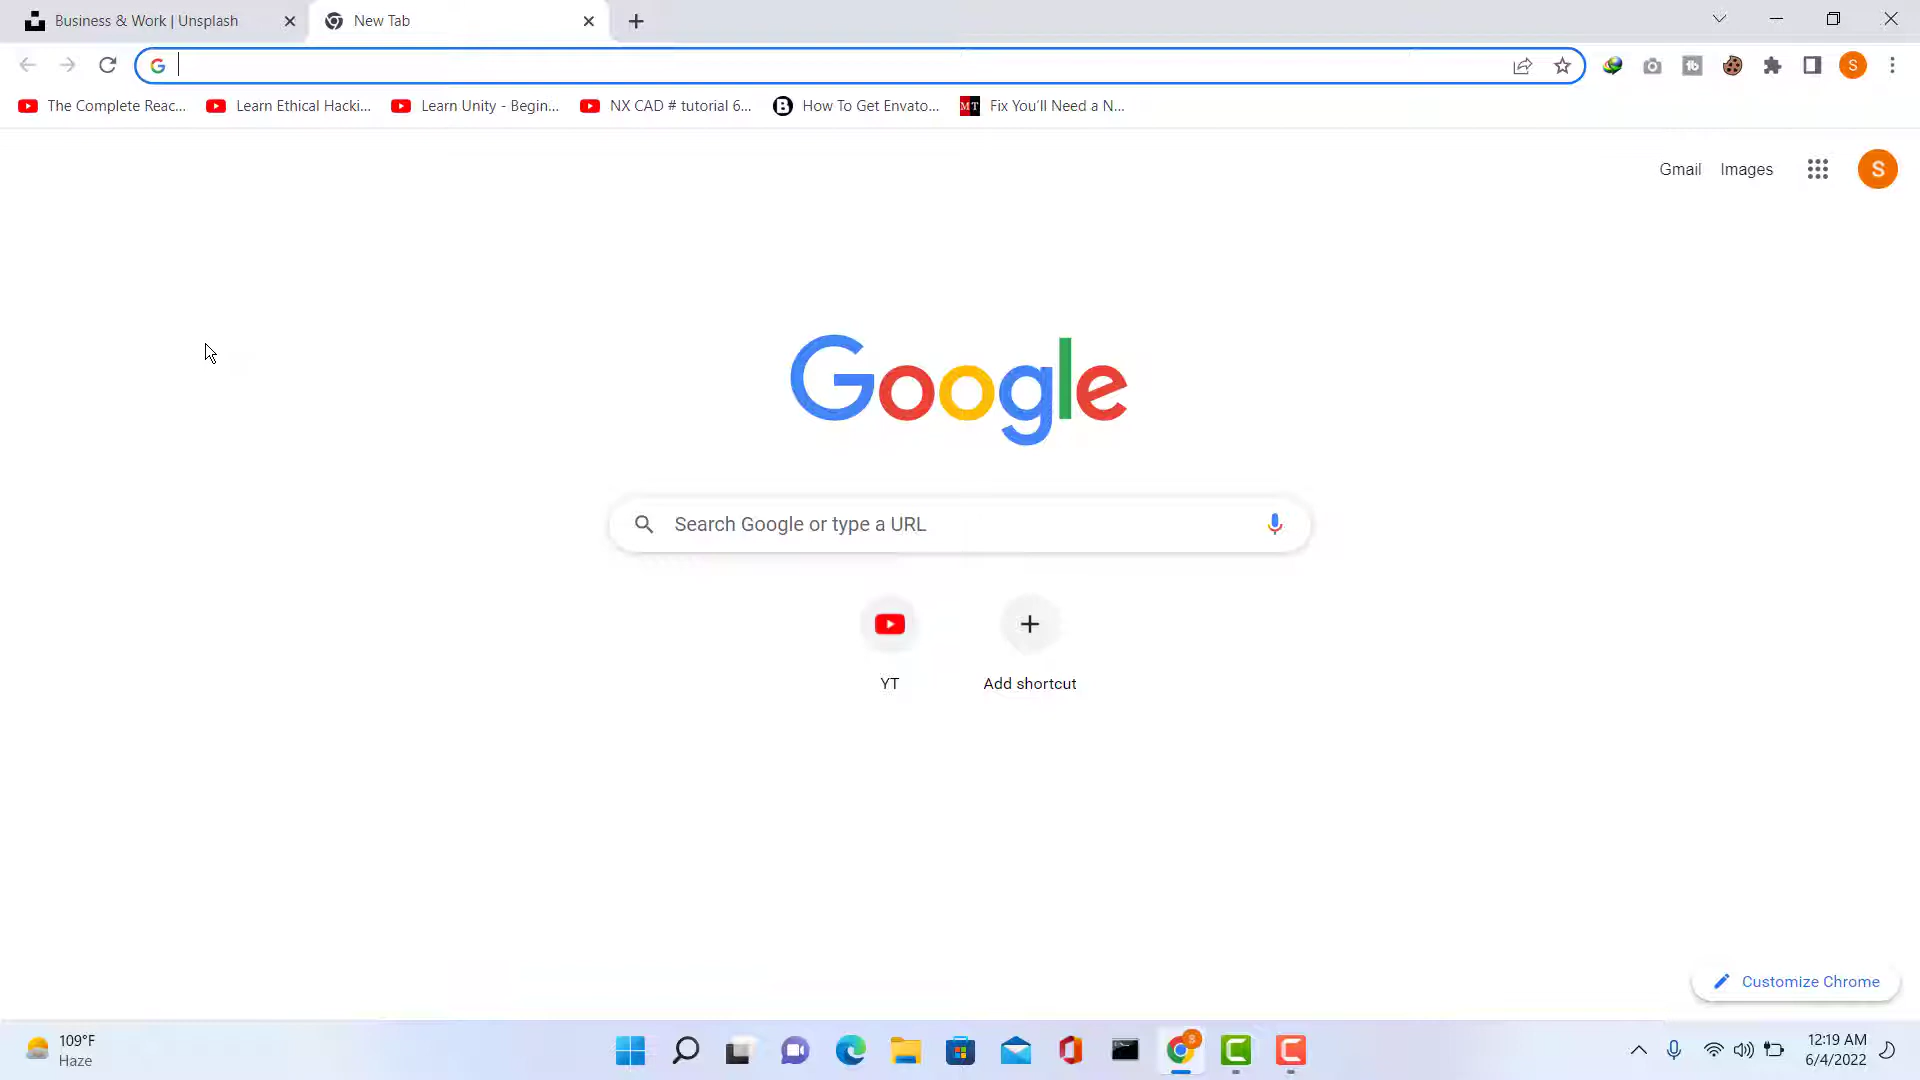 Business & Work | Unsplash
New Tab
The Complete Reac...
Learn Ethical Hacki...
Learn Unity - Begin...
NX CAD # tutorial 6...
B
How To Get Envato...
MT
Fix You'll Need a N...
tb
S
Gmail
Images
S
Google
Search Google or type a URL
YT
Add shortcut
Customize Chrome
109°F
Haze
12:19 AM
6/4/2022